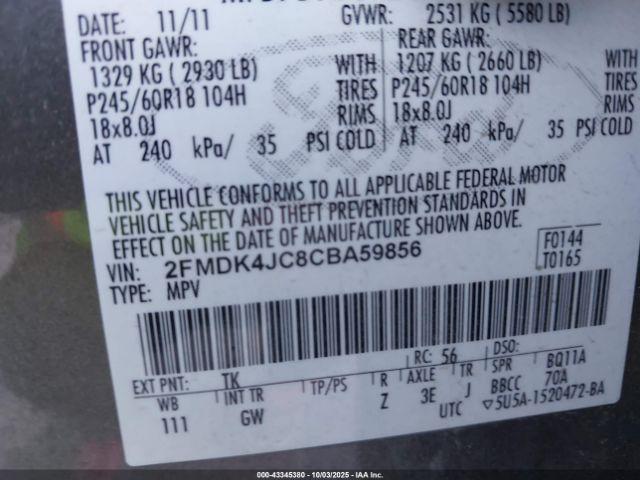 DATE: 11/11 GVWR: 2531 KG ( 5580 LB)
FRONT GAWR: REAR GAWR:
1329 KG ( 2930 LB) WITH 1207 KG ( 2660 LB) WITH
P245/60R18 104H TIRES P245/60R18 104H TIRES
18x8.0J RIMS 18x8.0J RIMS
AT 240 kPa/ 35 PSI COLD AT 240 kPa/ 35 PSI COLD
THIS VEHICLE CONFORMS TO ALL APPLICABLE FEDERAL MOTOR
VEHICLE SAFETY AND THEFT PREVENTION STANDARDS IN
EFFECT ON THE DATE OF MANUFACTURE SHOWN ABOVE.
VIN: 2FMDK4JC8CBA59856 F0144
TYPE: MPV T0165
EXT PNT: TK RC: 56 DSO:
WB INT TR TP/PS R AXLE TR SPR BQ11A
111 GW Z 3E J BBCC 70A
UTC ▽5U5A-1520472-BA
000-43345380 - 10/03/2025 - IAAI.COM